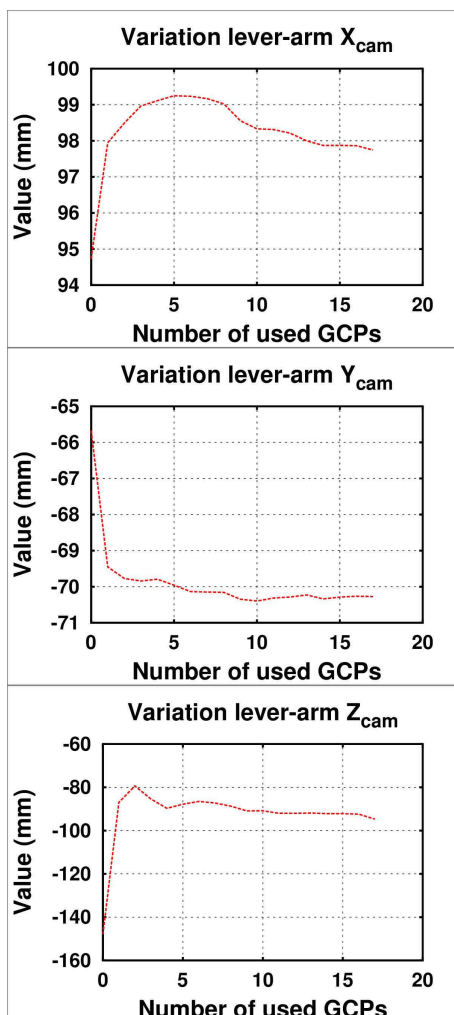 Variation lever-arm Xcam
Value (mm)
100
99
98
97
96
95
94
0 5 10 15 20
Number of used GCPs
Variation lever-arm Ycam
Value (mm)
-65
-66
-67
-68
-69
-70
-71
0 5 10 15 20
Number of used GCPs
Variation lever-arm Zcam
Value (mm)
-60
-80
-100
-120
-140
-160
0 5 10 15 20
Number of used GCPs